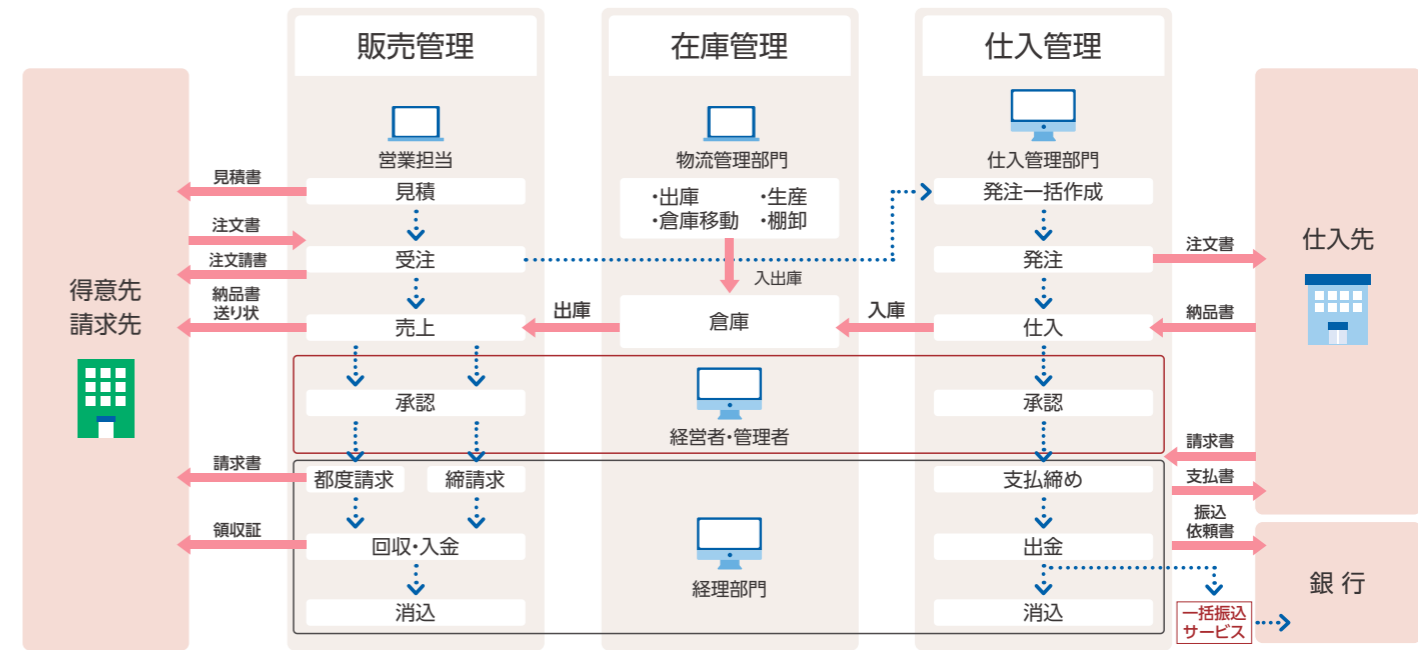 販売管理
在庫管理
仕入管理
営業担当
物流管理部門
仕入管理部門
見積書
見積
・出庫 ・生産
・倉庫移動 ・棚卸
発注一括作成
注文書
注文請書
受注
入出庫
発注
注文書
仕入先
得意先
請求先
納品書
送り状
売上
出庫
倉庫
入庫
仕入
納品書
承認
経営者・管理者
承認
請求書
都度請求
締請求
支払締め
請求書
支払書
領収証
回収・入金
経理部門
出金
振込
依頼書
銀行
消込
消込
一括振込
サービス